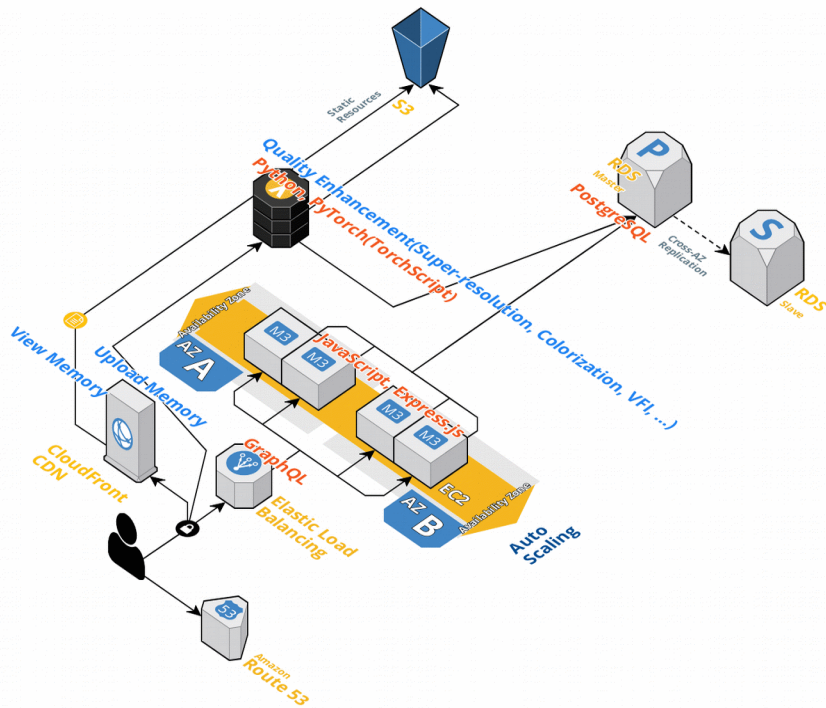 Static
Resources
S3
Quality Enhancement(Super-resolution, Colorization, VFI, ...)
Python, PyTorch(TorchScript)
P
RDS
Master
PostgresQL
Cross-AZ
Replication
S
RDS
Slave
Availability Zone
AZ
A
M3
M3
JavaScript, Express.js
M3
M3
EC2
Availability Zone
AZ
B
Auto
Scaling
View Memory
Upload Memory
CloudFront
CDN
GraphQL
Elastic Load
Balancing
53
Amazon
Route 53